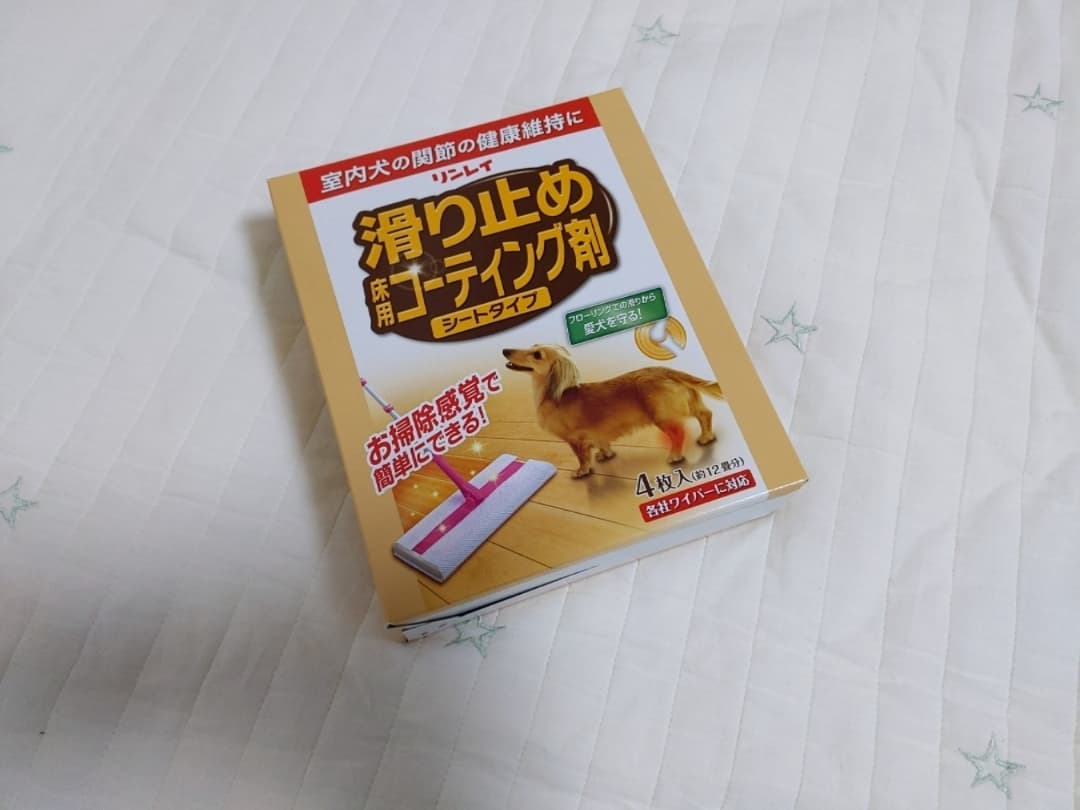 室内犬の関節の健康維持に
リンレイ
滑り止め
床用コーティング剤
シートタイプ
フローリングでの滑りから
愛犬を守る!
お掃除感覚で
簡単にできる!
4枚入(約12畳分)
各社ワイパーに対応